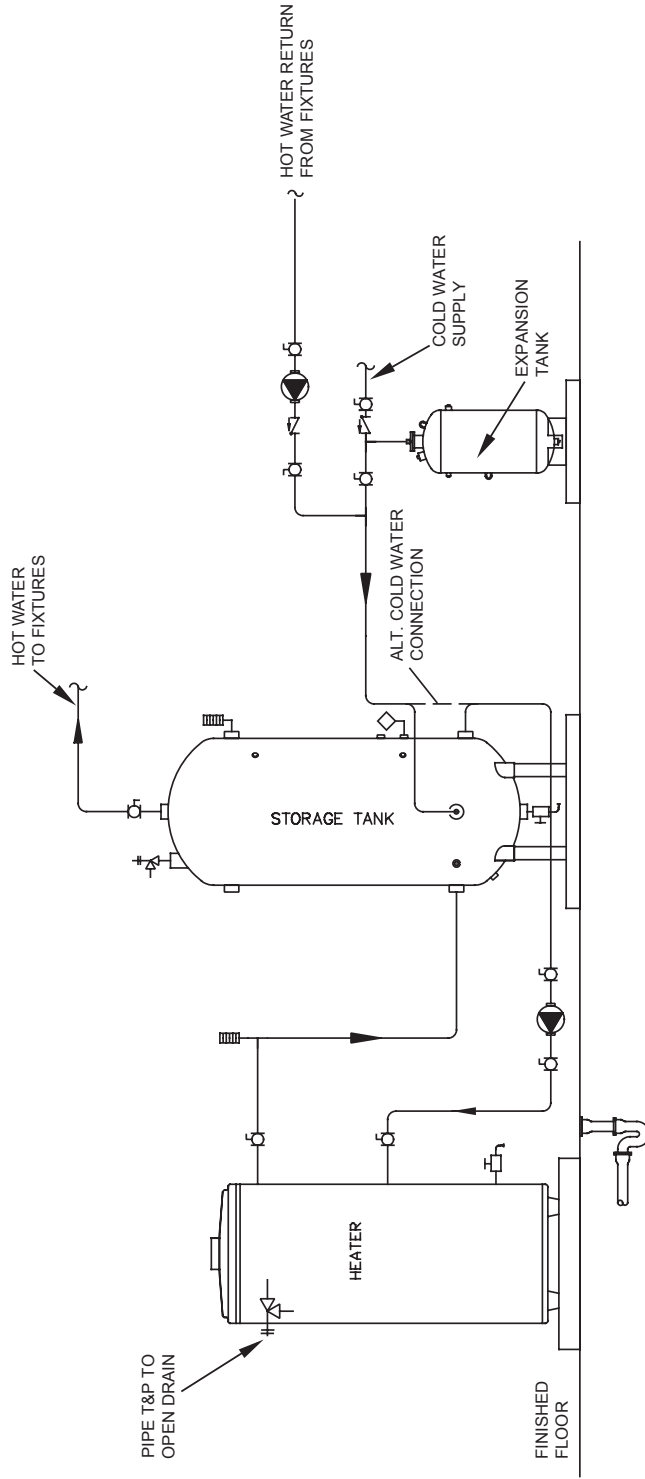 PIPE T&P TO
OPEN DRAIN
HEATER
FINISHED
FLOOR
HOT WATER
TO FIXTURES
STORAGE TANK
ALT. COLD WATER
CONNECTION
HOT WATER RETURN
FROM FIXTURES
COLD WATER
SUPPLY
EXPANSION
TANK